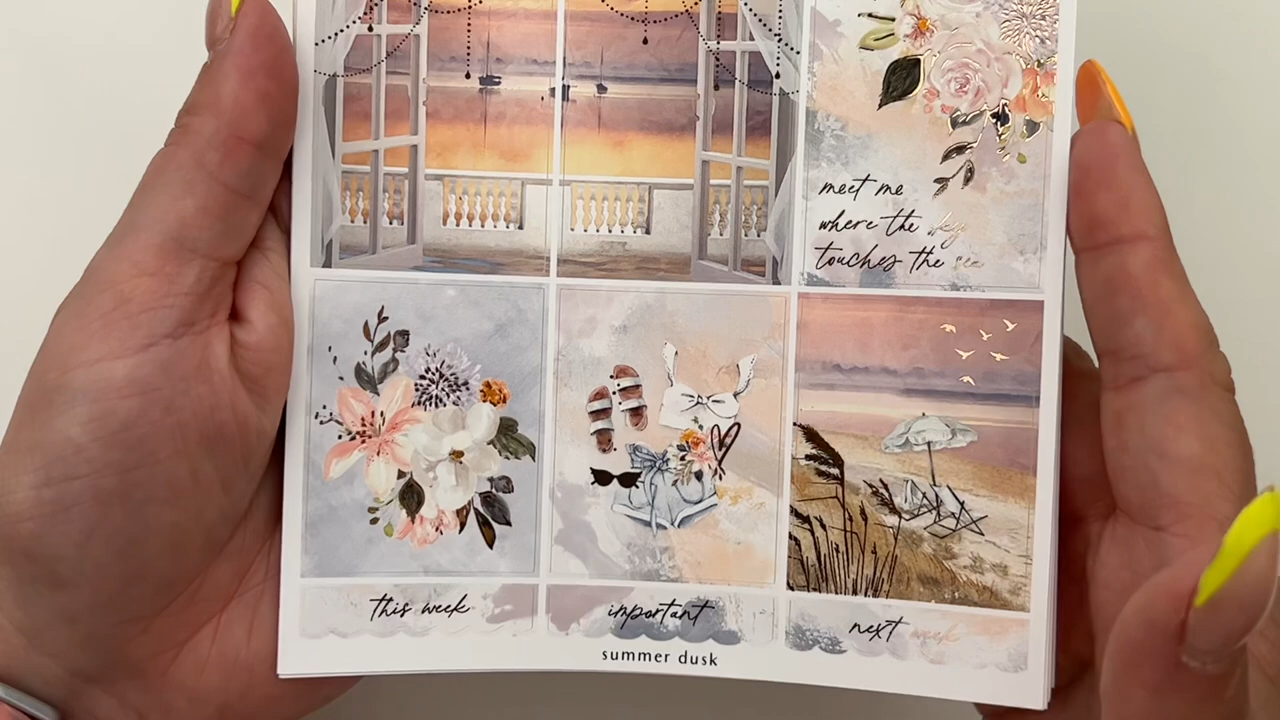 meet me
where the sky
touches the sea
this week
important
next week
summer dusk